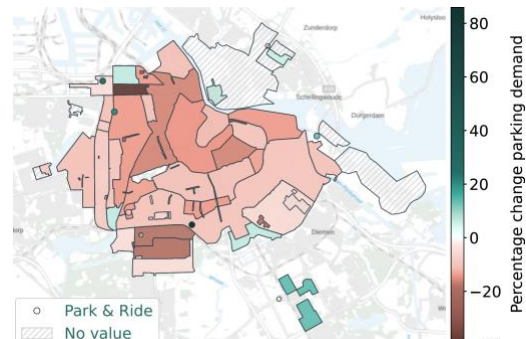 Zunderdorp
Holysloo
Schellingwoude
Durgerdam
Diemen
Park & Ride
No value
80
60
40
20
0
−20
Percentage change parking demand